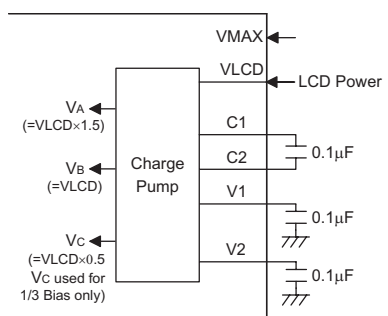 VMAX
VLCD
LCD Power
VA
(=VLCD×1.5)
C1
0.1μF
C2
VB
(=VLCD)
Charge
Pump
V1
0.1μF
VC
(=VLCD×0.5
VC used for
1/3 Bias only)
V2
0.1μF